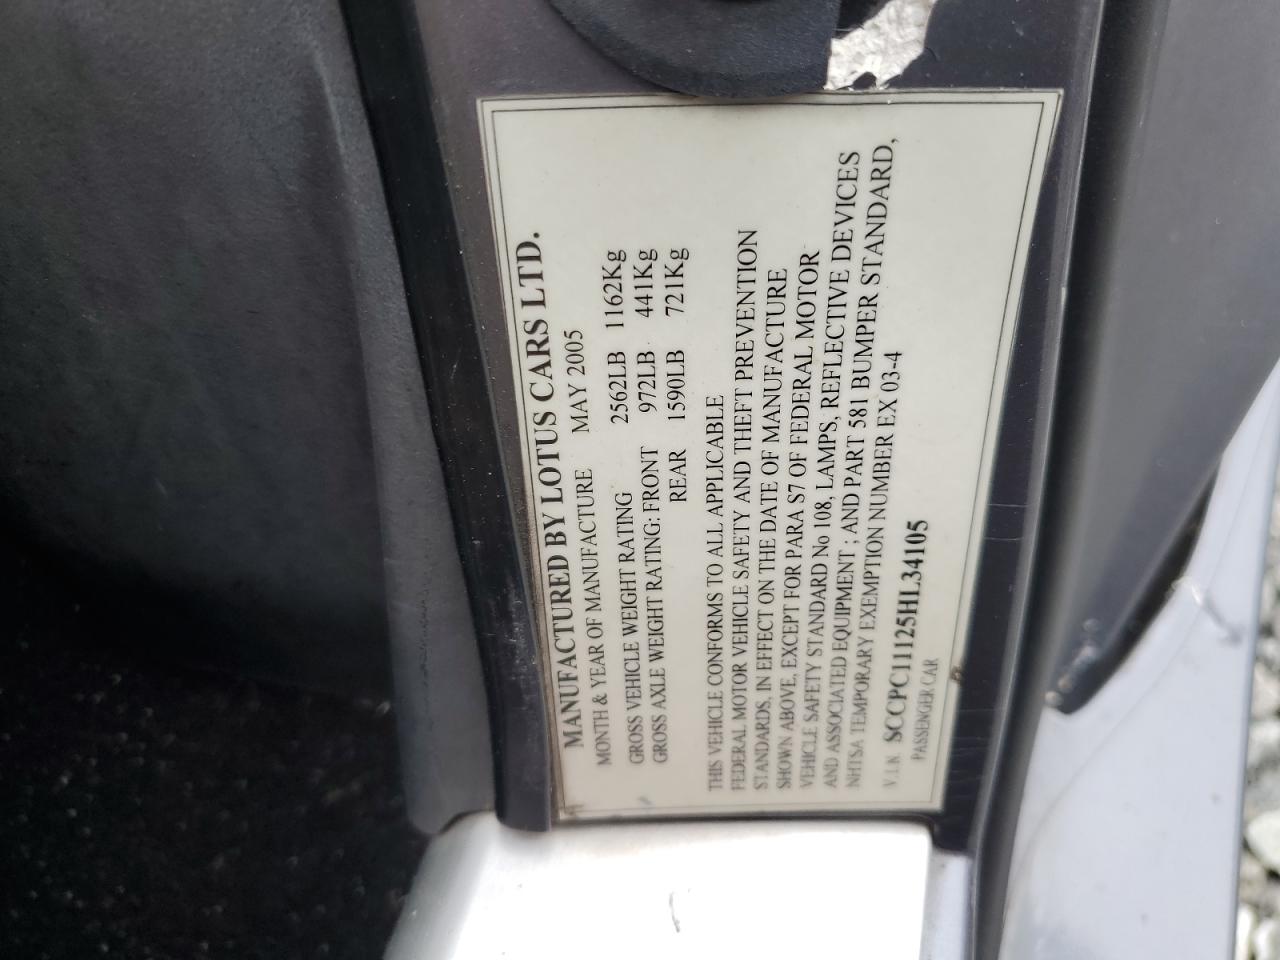 MANUFACTURED BY LOTUS CARS LTD.
MONTH & YEAR OF MANUFACTURE MAY 2005
GROSS VEHICLE WEIGHT RATING 2562LB 1162Kg
GROSS AXLE WEIGHT RATING: FRONT 972LB 441Kg
REAR 1590LB 721Kg
THIS VEHICLE CONFORMS TO ALL APPLICABLE
FEDERAL MOTOR VEHICLE SAFETY AND THEFT PREVENTION
STANDARDS, IN EFFECT ON THE DATE OF MANUFACTURE
SHOWN ABOVE, EXCEPT FOR PARA S7 OF FEDERAL MOTOR
VEHICLE SAFETY STANDARD No 108, LAMPS, REFLECTIVE DEVICES
AND ASSOCIATED EQUIPMENT ; AND PART 581 BUMPER STANDARD,
NHTSA TEMPORARY EXEMPTION NUMBER EX 03-4
V.I.N SCCPC11125HL34105
PASSENGER CAR